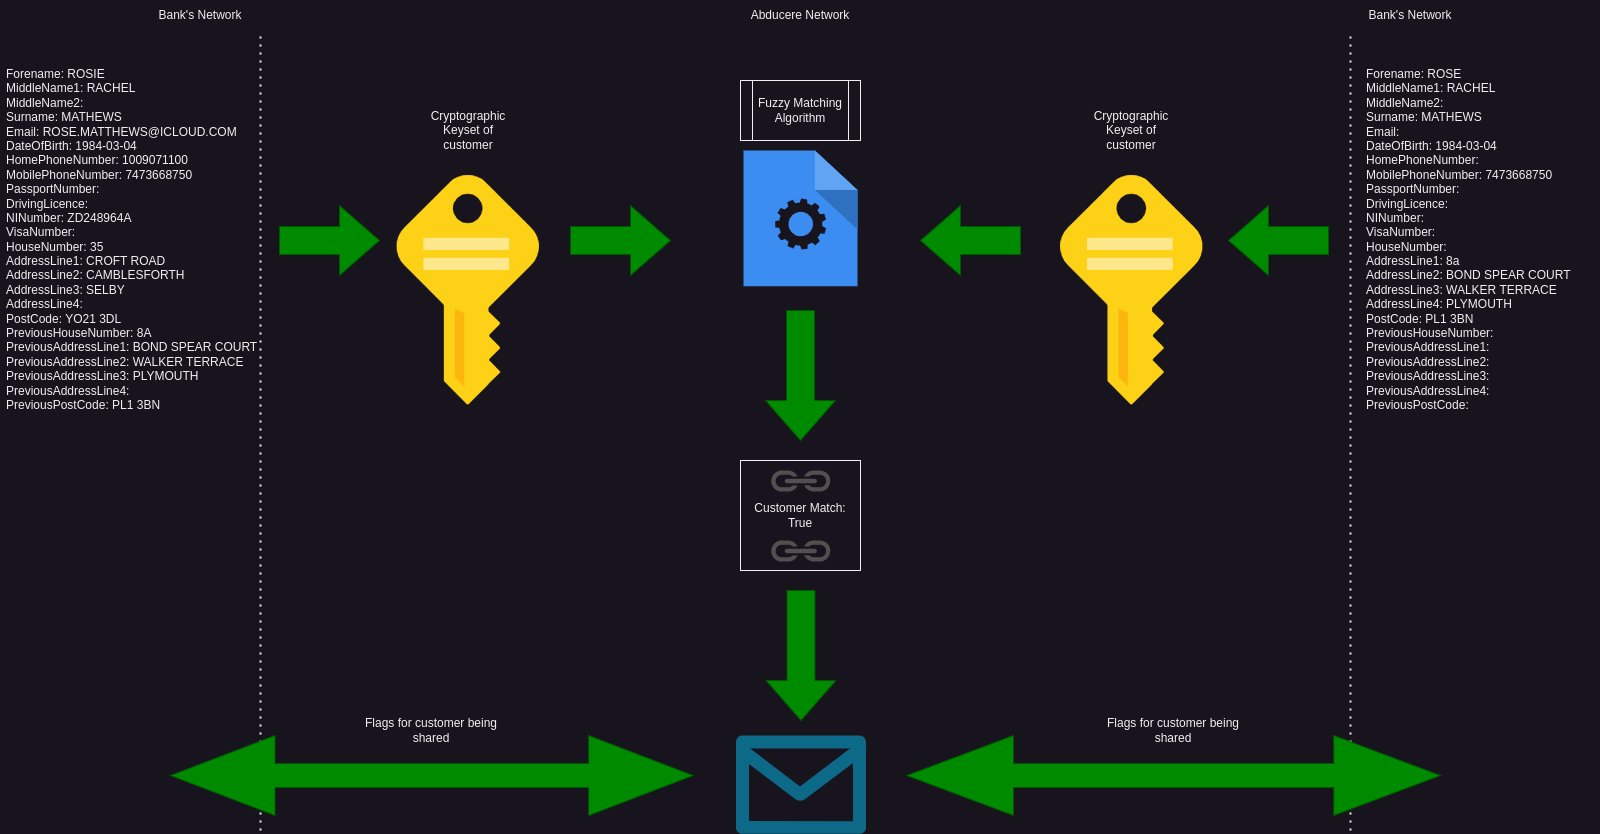 Bank's Network
Abducere Network
Bank's Network
Forename: ROSIE
MiddleName1: RACHEL
MiddleName2:
Surname: MATHEWS
Email: ROSE.MATTHEWS@ICLOUD.COM
DateOfBirth: 1984-03-04
HomePhoneNumber: 1009071100
MobilePhoneNumber: 7473668750
PassportNumber:
DrivingLicence:
NINumber: ZD248964A
VisaNumber:
HouseNumber: 35
AddressLine1: CROFT ROAD
AddressLine2: CAMBLESFORTH
AddressLine3: SELBY
AddressLine4:
PostCode: YO21 3DL
PreviousHouseNumber: 8A
PreviousAddressLine1: BOND SPEAR COURT
PreviousAddressLine2: WALKER TERRACE
PreviousAddressLine3: PLYMOUTH
PreviousAddressLine4:
PreviousPostCode: PL1 3BN
Cryptographic
Keyset of
customer
Fuzzy Matching
Algorithm
Cryptographic
Keyset of
customer
Forename: ROSE
MiddleName1: RACHEL
MiddleName2:
Surname: MATHEWS
Email:
DateOfBirth: 1984-03-04
HomePhoneNumber:
MobilePhoneNumber: 7473668750
PassportNumber:
DrivingLicence:
NINumber:
VisaNumber:
HouseNumber:
AddressLine1: 8a
AddressLine2: BOND SPEAR COURT
AddressLine3: WALKER TERRACE
AddressLine4: PLYMOUTH
PostCode: PL1 3BN
PreviousHouseNumber:
PreviousAddressLine1:
PreviousAddressLine2:
PreviousAddressLine3:
PreviousAddressLine4:
PreviousPostCode:
Customer Match:
True
Flags for customer being
shared
Flags for customer being
shared